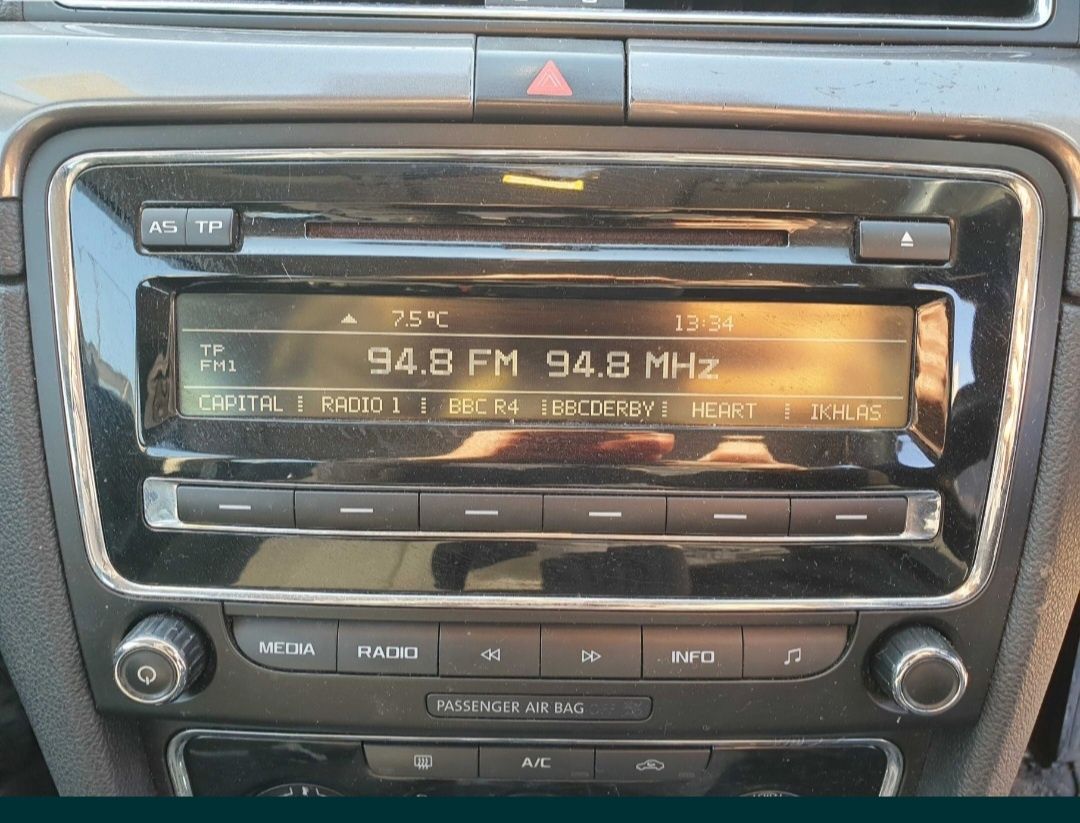 AS TP
7.5°C 13:34
TP
FM1
94.8 FM 94.8 MHz
CAPITAL RADIO 1 BBC R4 BBCDERBY HEART IKHLAS
MEDIA RADIO INFO
PASSENGER AIR BAG OFF
A/C